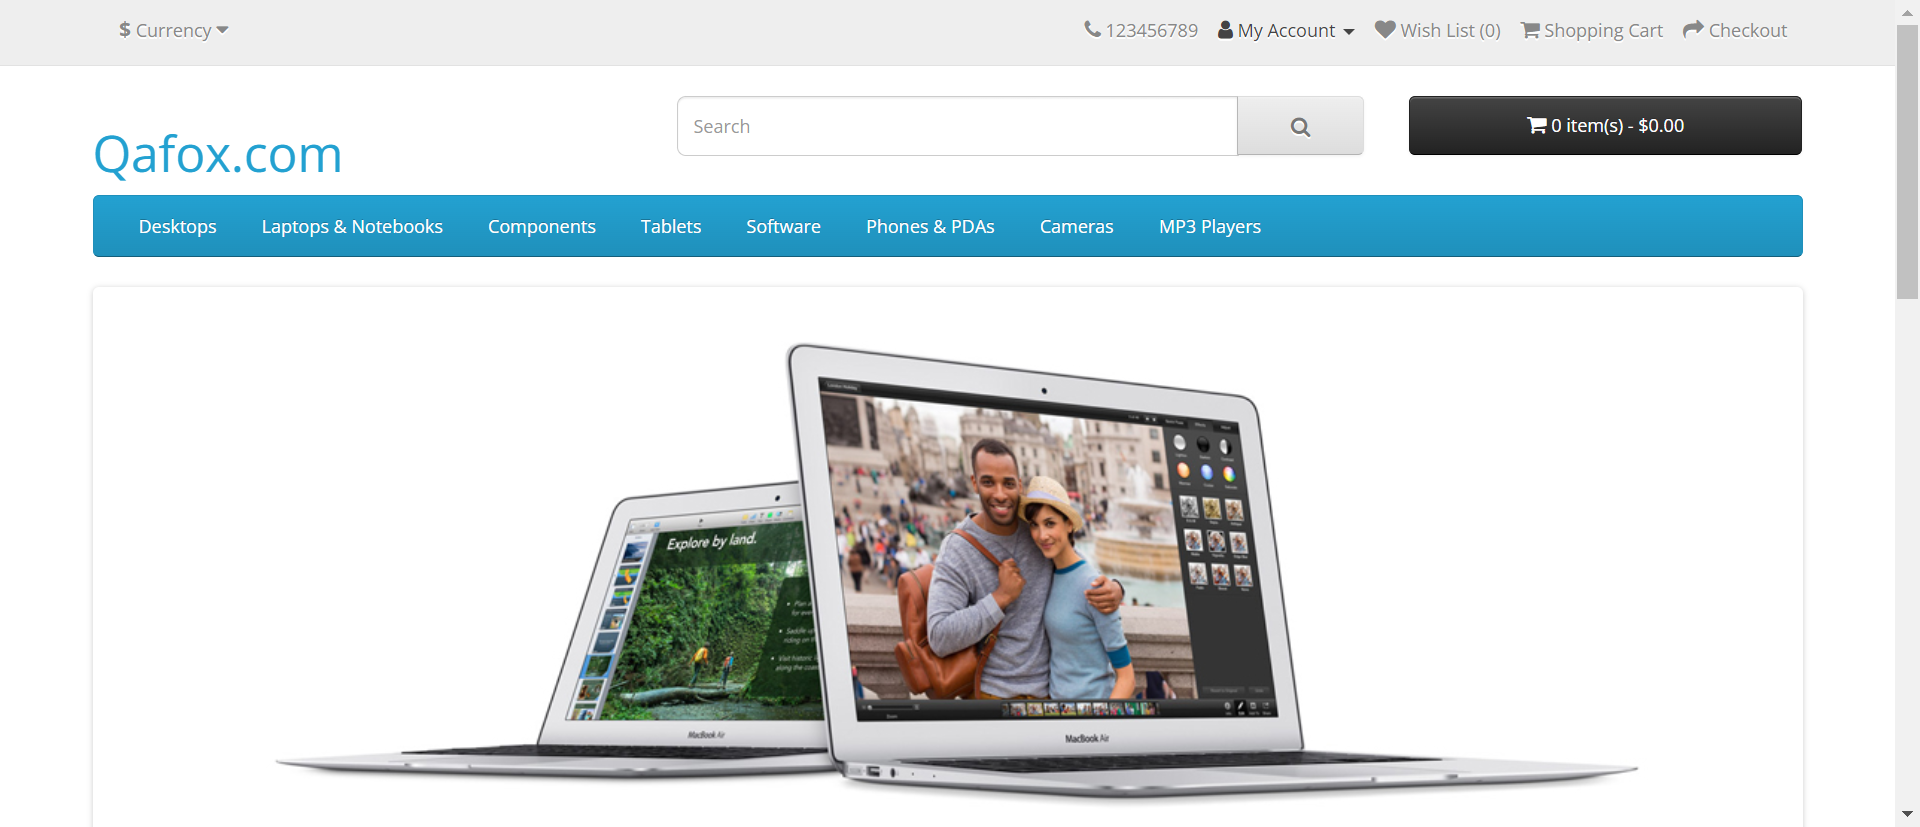 $ Currency
123456789 My Account Wish List (0) Shopping Cart Checkout
Search
0 item(s) - $0.00
Qafox.com
Desktops Laptops & Notebooks Components Tablets Software Phones & PDAs Cameras MP3 Players
Explore by land.
MacBook Air
MacBook Air